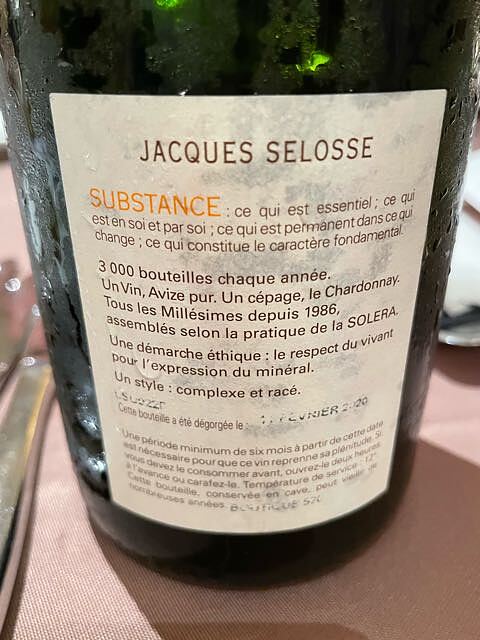 JACQUES SELOSSE
SUBSTANCE : ce qui est essentiel ; ce qui
est en soi et par soi ; ce qui est permanent dans ce qui
change ; ce qui constitue le caractère fondamental.
3 000 bouteilles chaque année.
Un Vin, Avize pur. Un cépage, le Chardonnay.
Tous les Millésimes depuis 1986,
assemblés selon la pratique de la SOLERA.
Une démarche éthique : le respect du vivant
pour l'expression du minéral.
Un style : complexe et racé.
Cette bouteille a été dégorgée le : FÉVRIER 2020
Une période minimum de six mois à partir de cette date
est nécessaire pour que ce vin reprenne sa plénitude. Si
vous devez le consommer avant, ouvrez-le deux heures
à l'avance ou carafez-le. Température de service : 12°.
Cette bouteille, conservée en cave, peut vieillir de
nombreuses années.